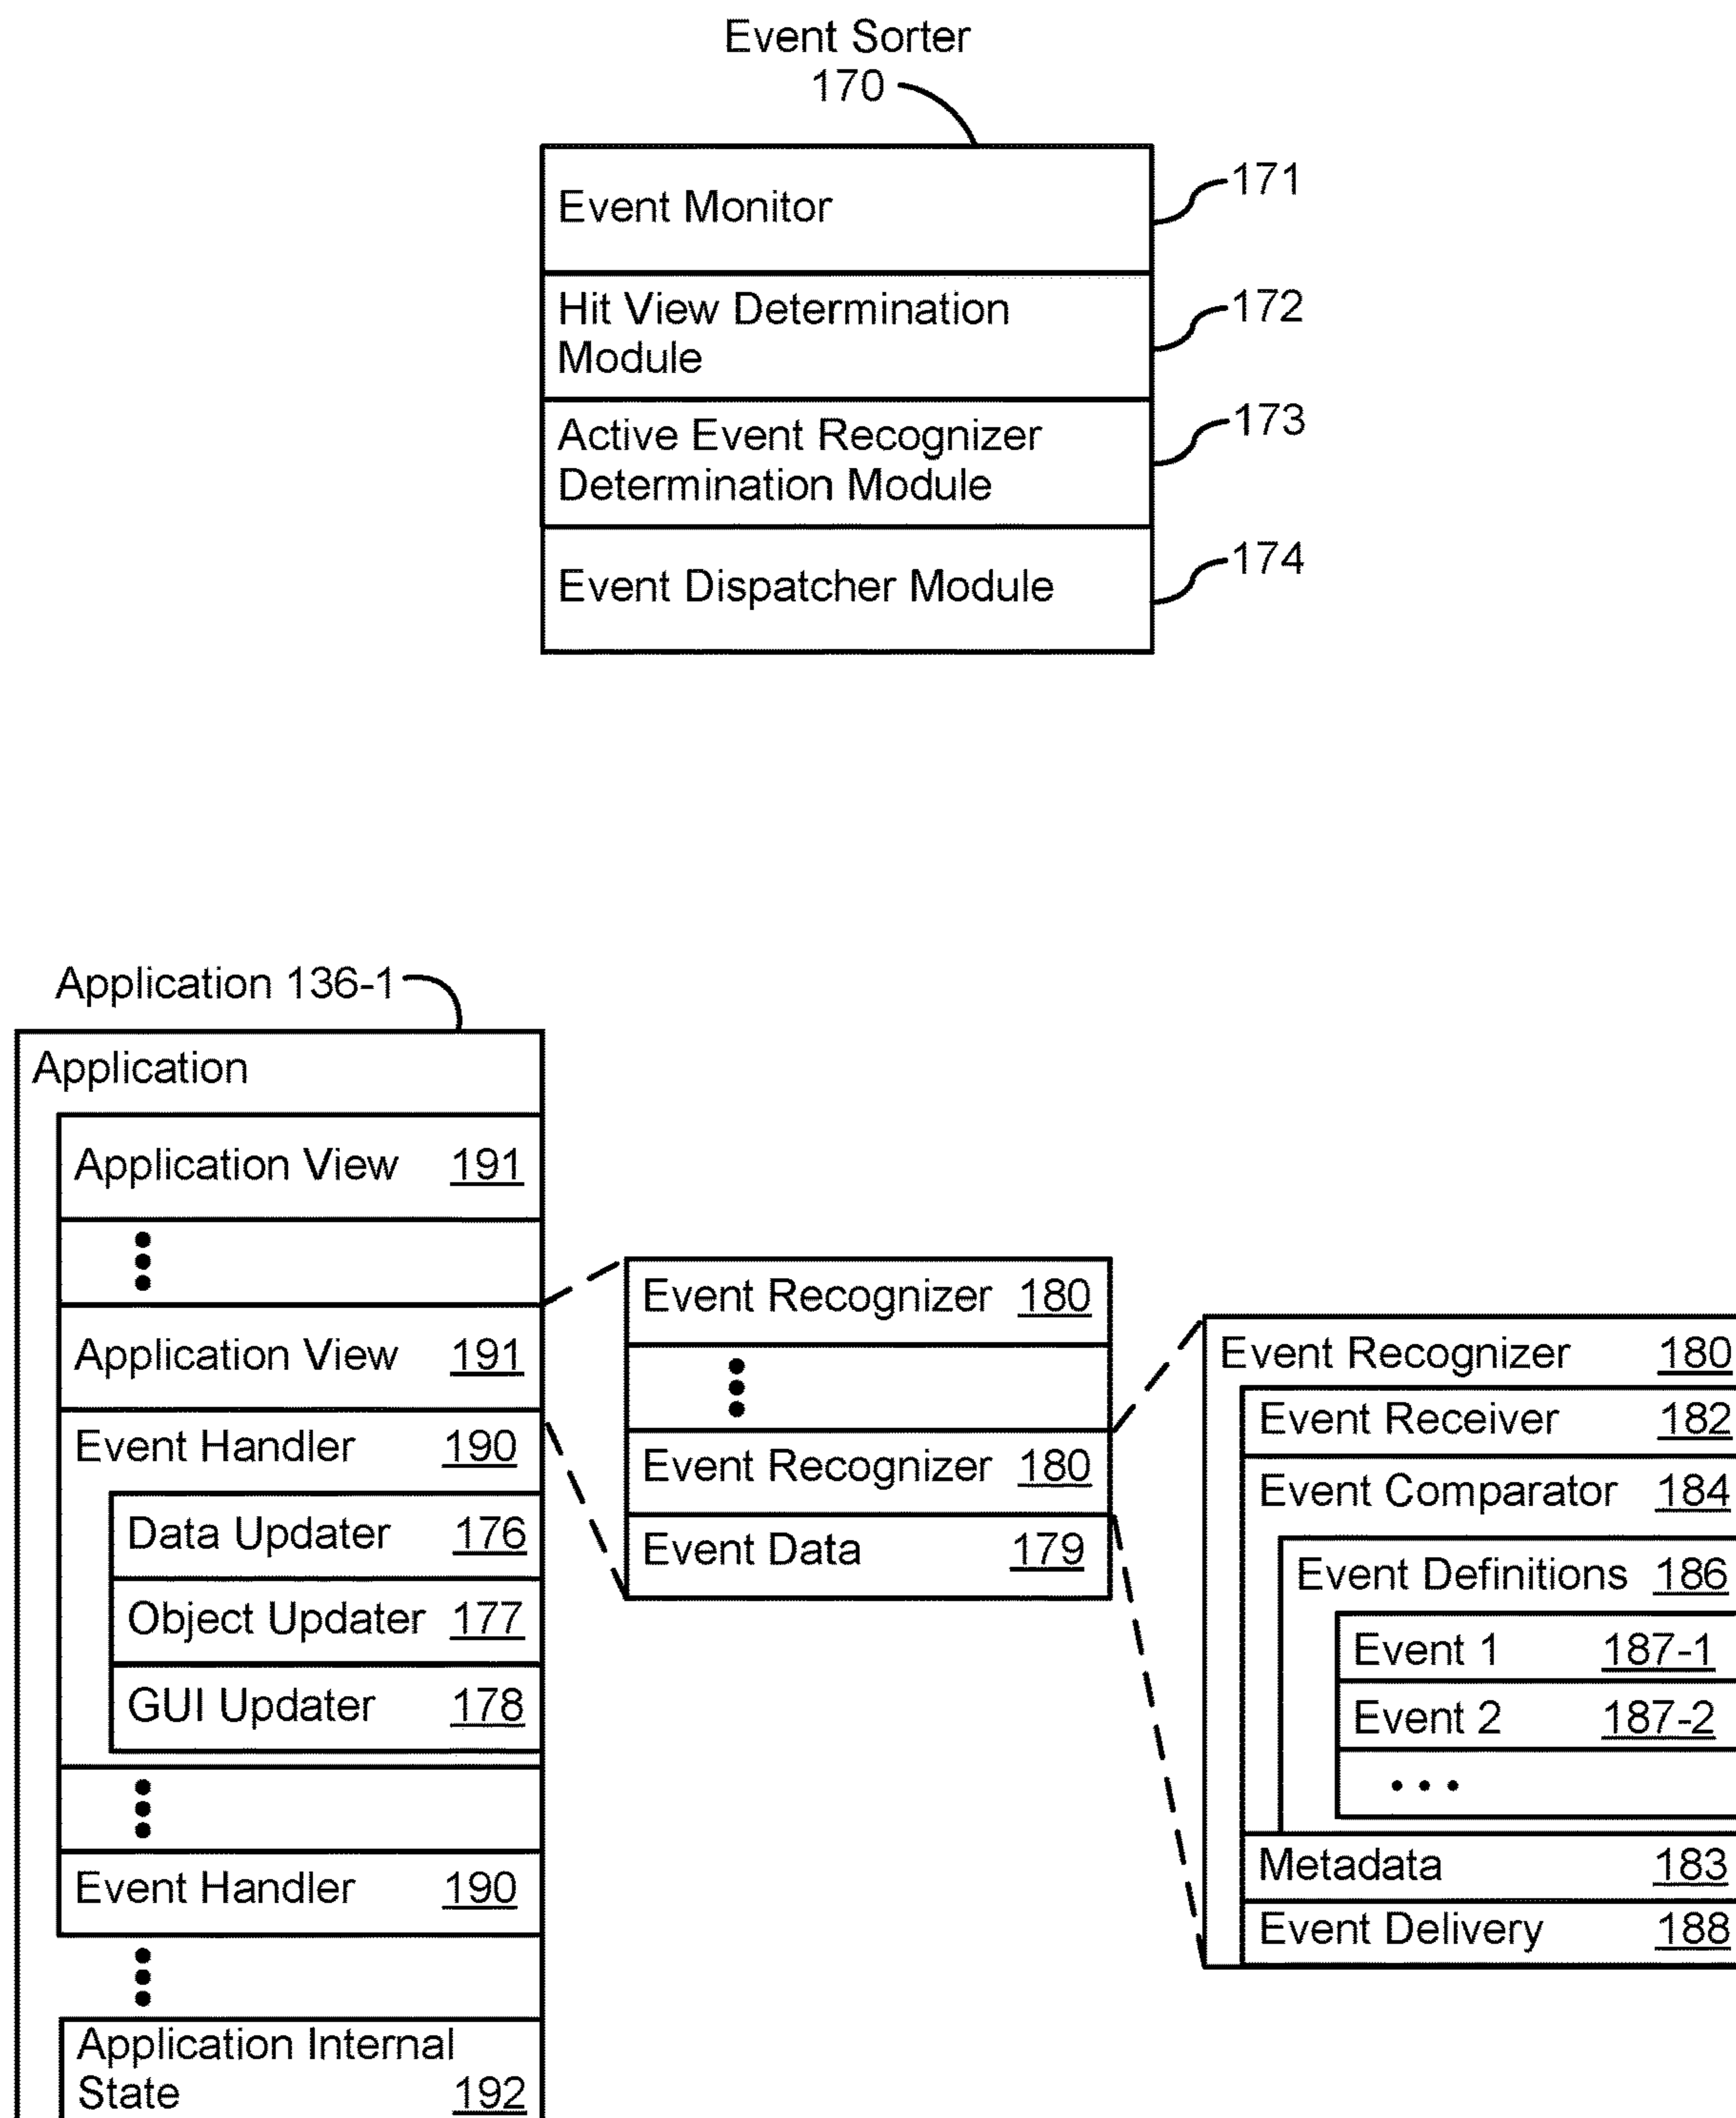 Event Sorter
170
Event Monitor
171
Hit View Determination
Module
172
Active Event Recognizer
Determination Module
173
Event Dispatcher Module
174
Application 136-1
Application
Application View 191
Application View 191
Event Handler 190
Data Updater 176
Object Updater 177
GUI Updater 178
Event Handler 190
Application Internal
State 192
Event Recognizer 180
Event Recognizer 180
Event Data 179
Event Recognizer 180
Event Receiver 182
Event Comparator 184
Event Definitions 186
Event 1 187-1
Event 2 187-2
• • •
Metadata 183
Event Delivery 188